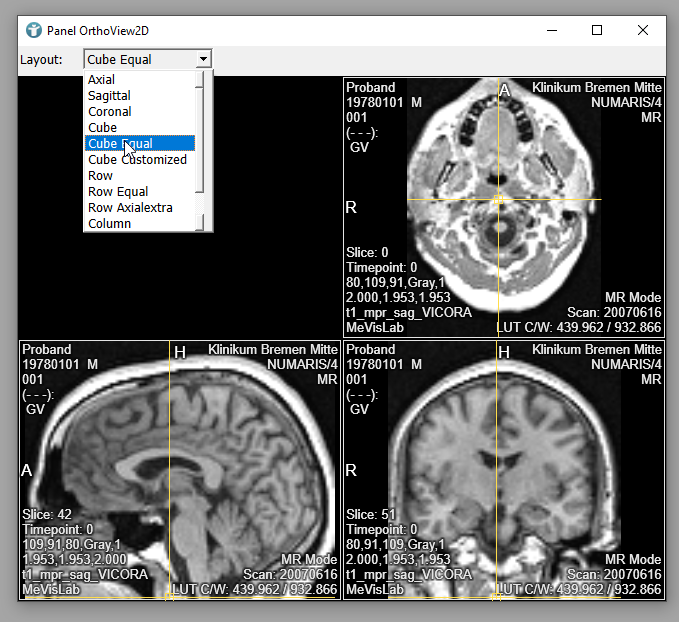 Panel OrthoView2D
Layout:
Cube Equal
Axial
Sagittal
Coronal
Cube
Cube Equal
Cube Customized
Row
Row Equal
Row Axialextra
Column
Proband
19780101 M
001
(- - -):
GV
A
Klinikum Bremen Mitte
NUMARIS/4
MR
R
Slice: 0
Timepoint: 0
80,109,91,Gray,1
2.000,1.953,1.953
t1_mpr_sag_VICORA
MeVisLab
MR Mode
Scan: 20070616
LUT C/W: 439.962 / 932.866
Proband
19780101 M
001
(- - -):
GV
H
Klinikum Bremen Mitte
NUMARIS/4
MR
A
Slice: 42
Timepoint: 0
109,91,80,Gray,1
1.953,1.953,2.000
t1_mpr_sag_VICORA
MeVisLab
MR Mode
Scan: 20070616
LUT C/W: 439.962 / 932.866
Proband
19780101 M
001
(- - -):
GV
H
Klinikum Bremen Mitte
NUMARIS/4
MR
R
Slice: 51
Timepoint: 0
80,91,109,Gray,1
2.000,1.953,1.953
t1_mpr_sag_VICORA
MeVisLab
MR Mode
Scan: 20070616
LUT C/W: 439.962 / 932.866